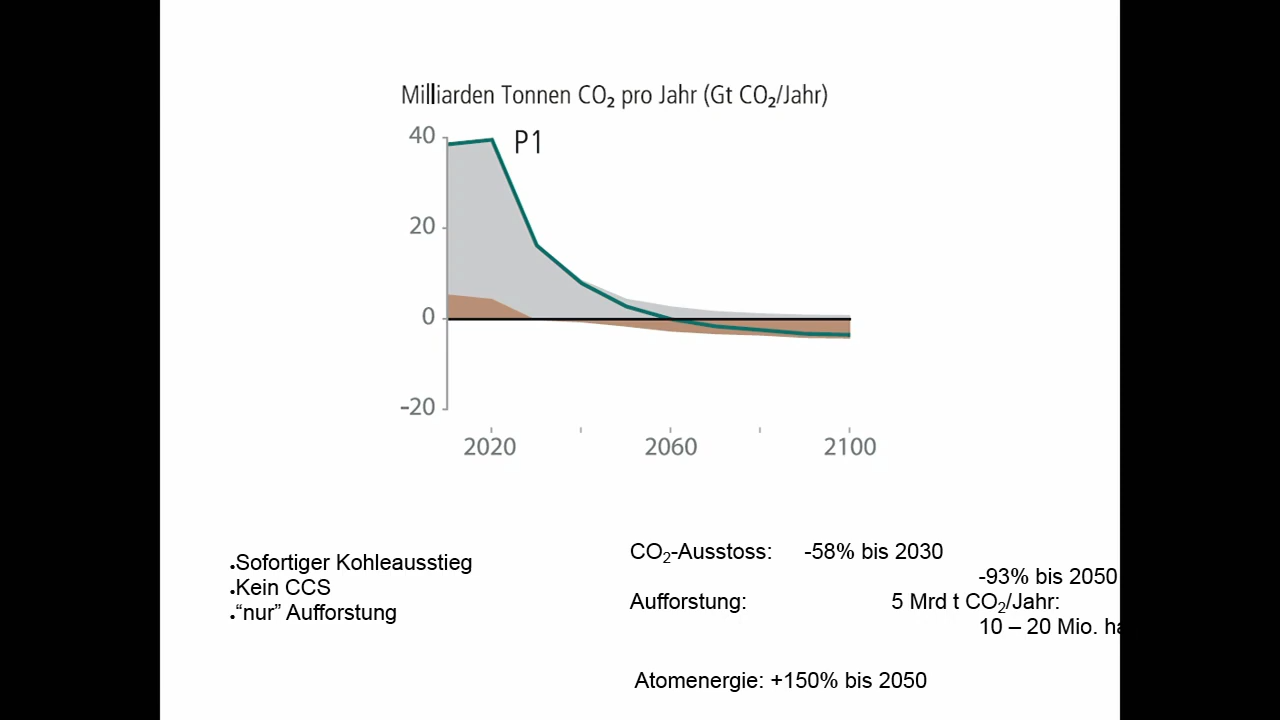 Milliarden Tonnen CO₂ pro Jahr (Gt CO₂/Jahr)
40
P1
20
0
-20
2020
2060
2100
.Sofortiger Kohleausstieg
.Kein CCS
.“nur” Aufforstung
CO₂-Ausstoss: -58% bis 2030
-93% bis 2050
Aufforstung: 5 Mrd t CO₂/Jahr:
10 – 20 Mio. ha
Atomenergie: +150% bis 2050